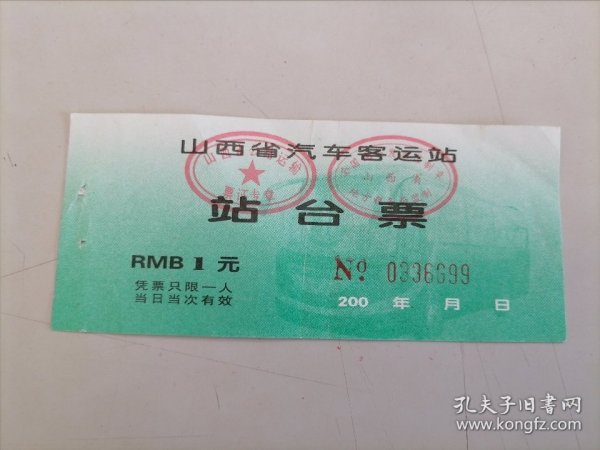 山西省汽车客运站
站台票
RMB 1 元
凭票只限一人
当日当次有效
No. 0336699
200 年 月 日
孔夫子旧书网
www.kongfz.com